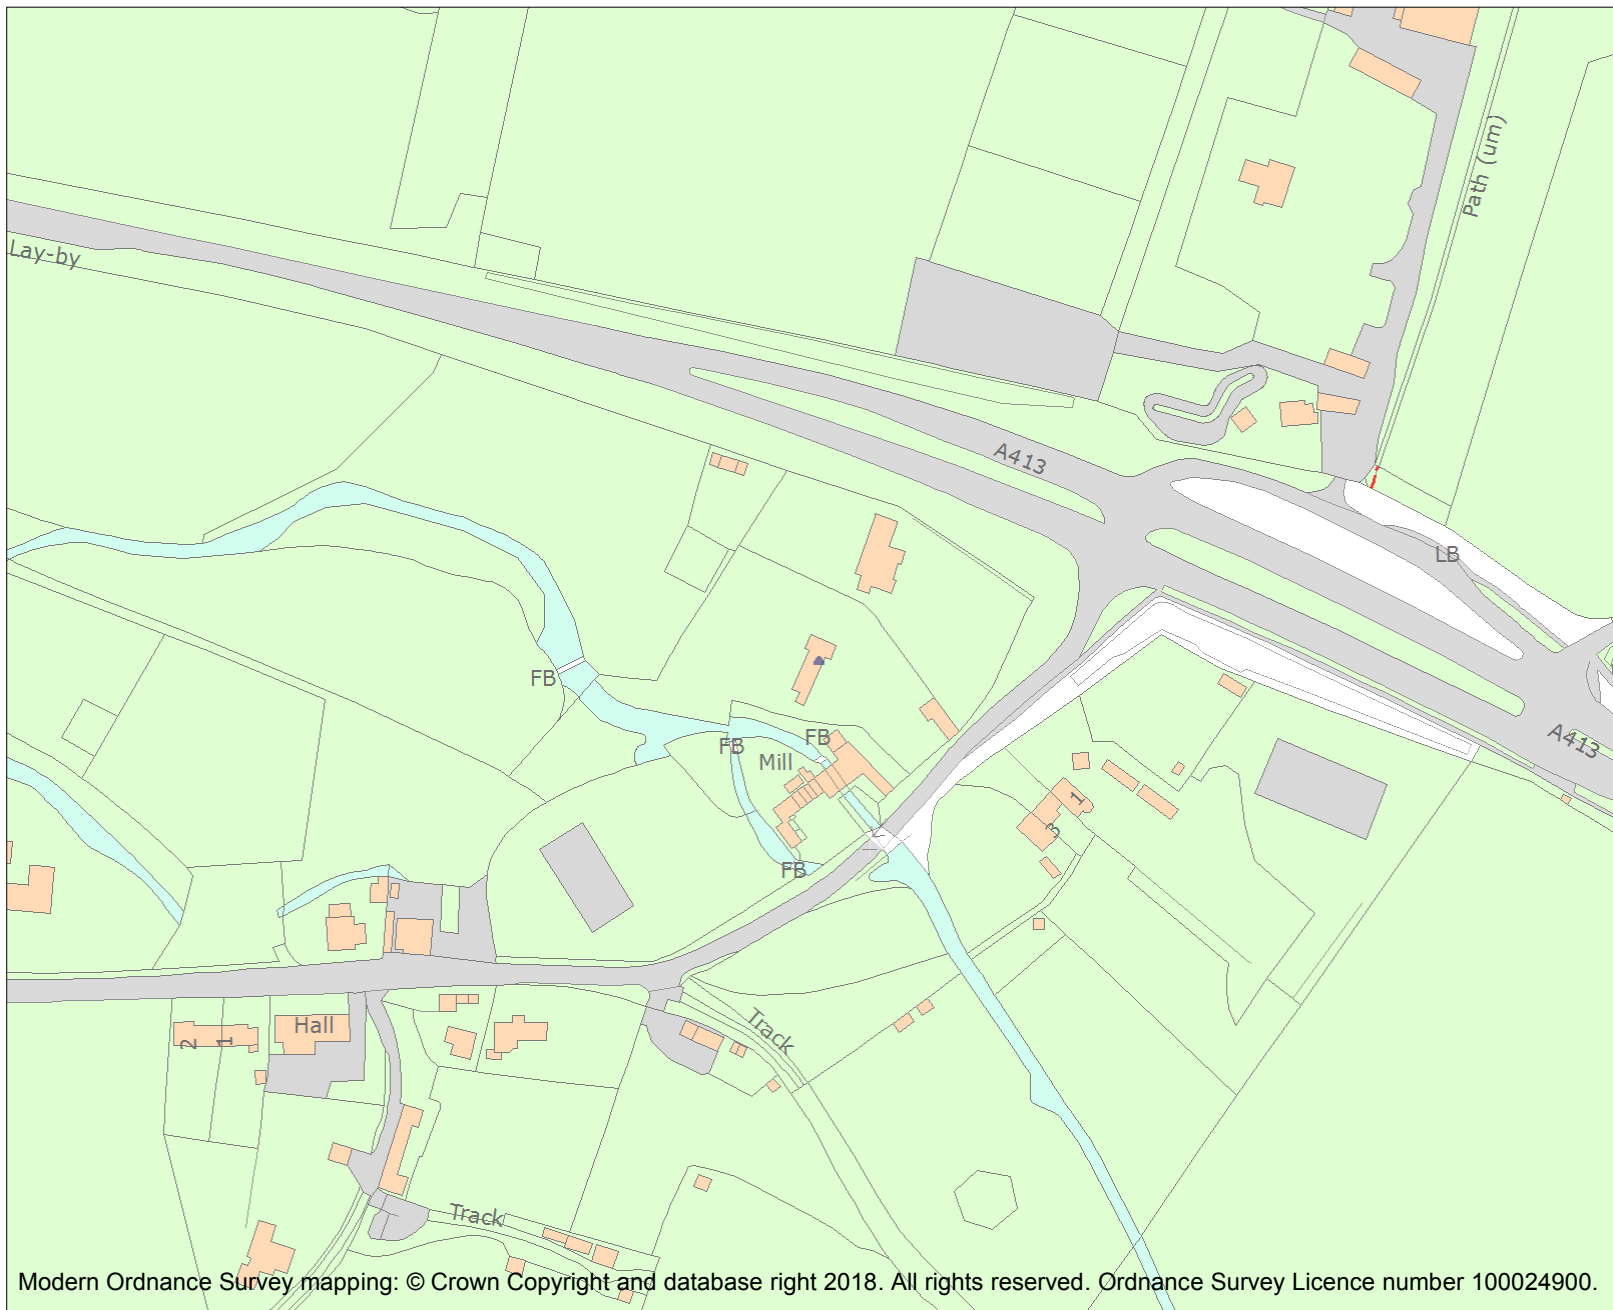 Path (um)
Lay-by
A413
LB
FB
A413
FB
FB
Mill
1
3
FB
Hall
2
1
Track
Track
Modern Ordnance Survey mapping: © Crown Copyright and database right 2018. All rights reserved. Ordnance Survey Licence number 100024900.